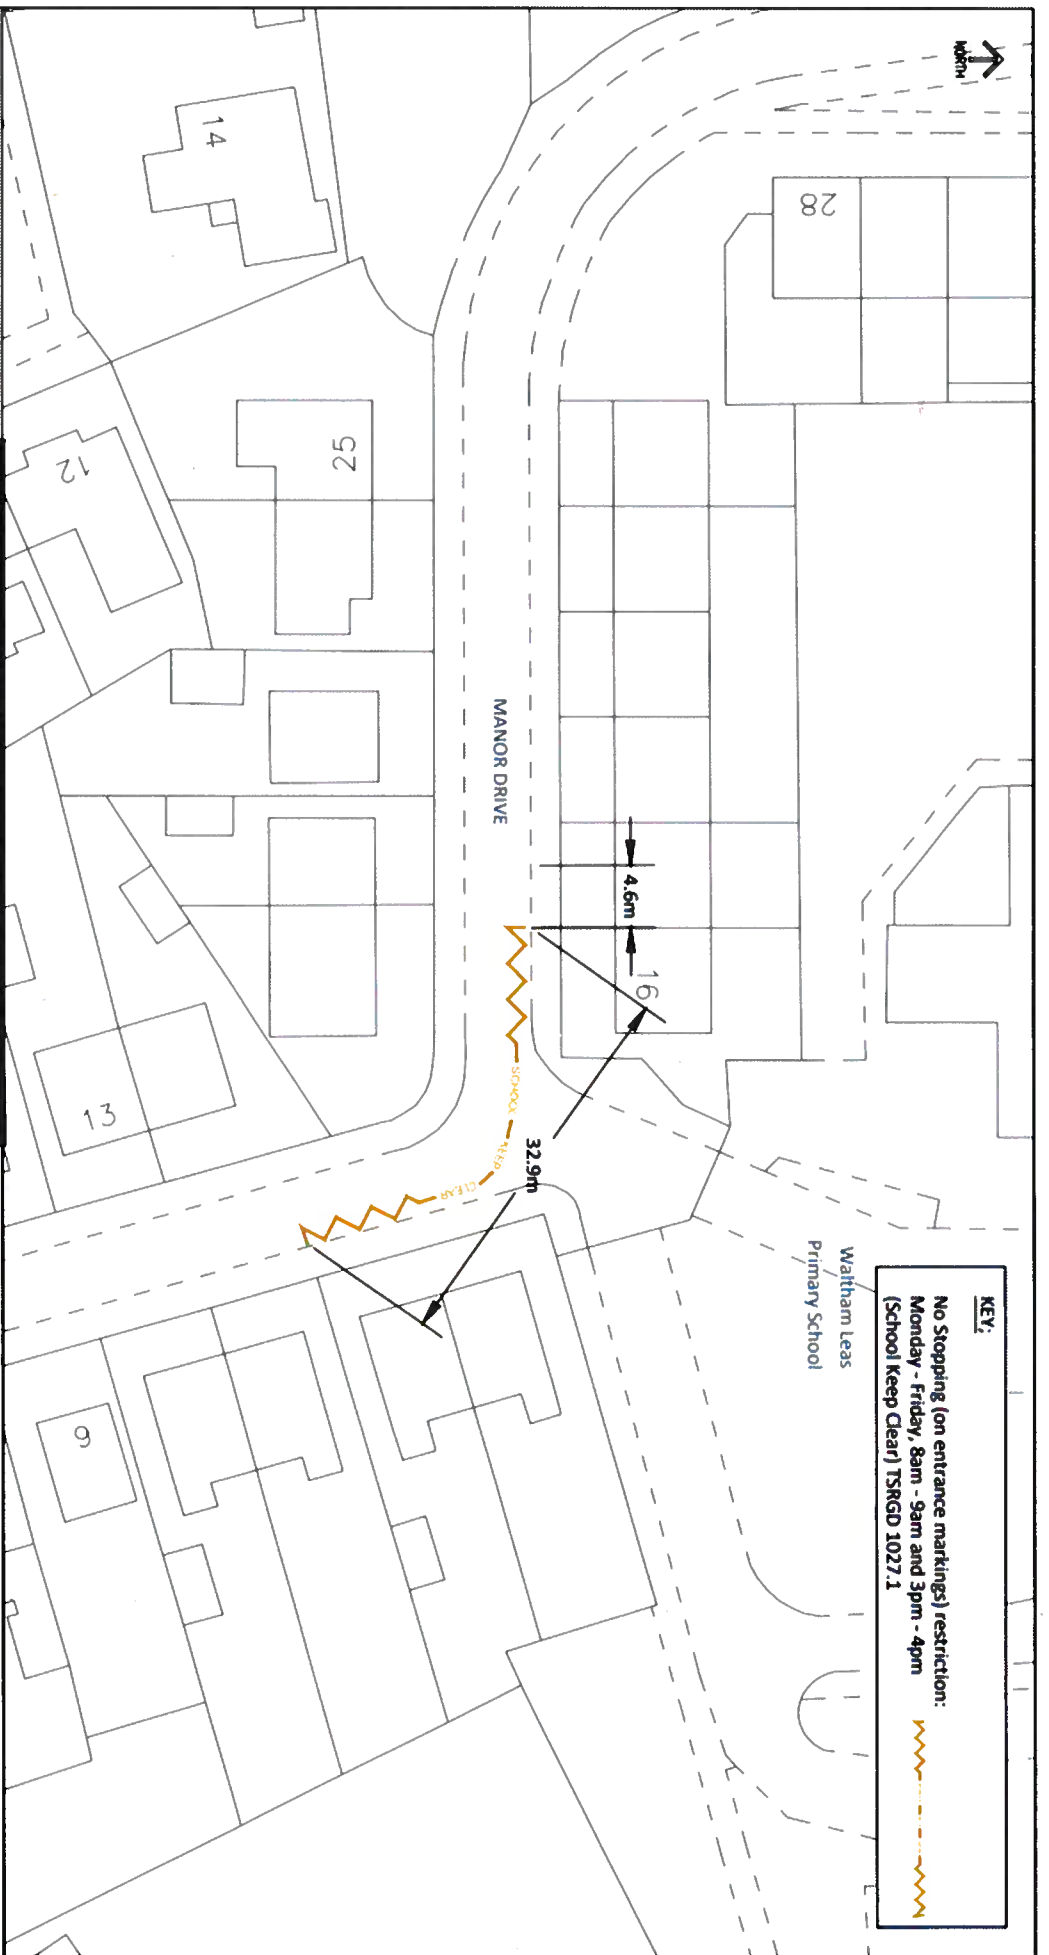 NORTH
14
28
12
25
MANOR DRIVE
4.6m
16
32.9m
SCHOOL
KEEP
CLEAR
13
9
Waltham Leas
Primary School
KEY:
No Stopping (on entrance markings) restriction:
Monday - Friday, 8am - 9am and 3pm - 4pm
(School Keep Clear) TSRGD 1027.1